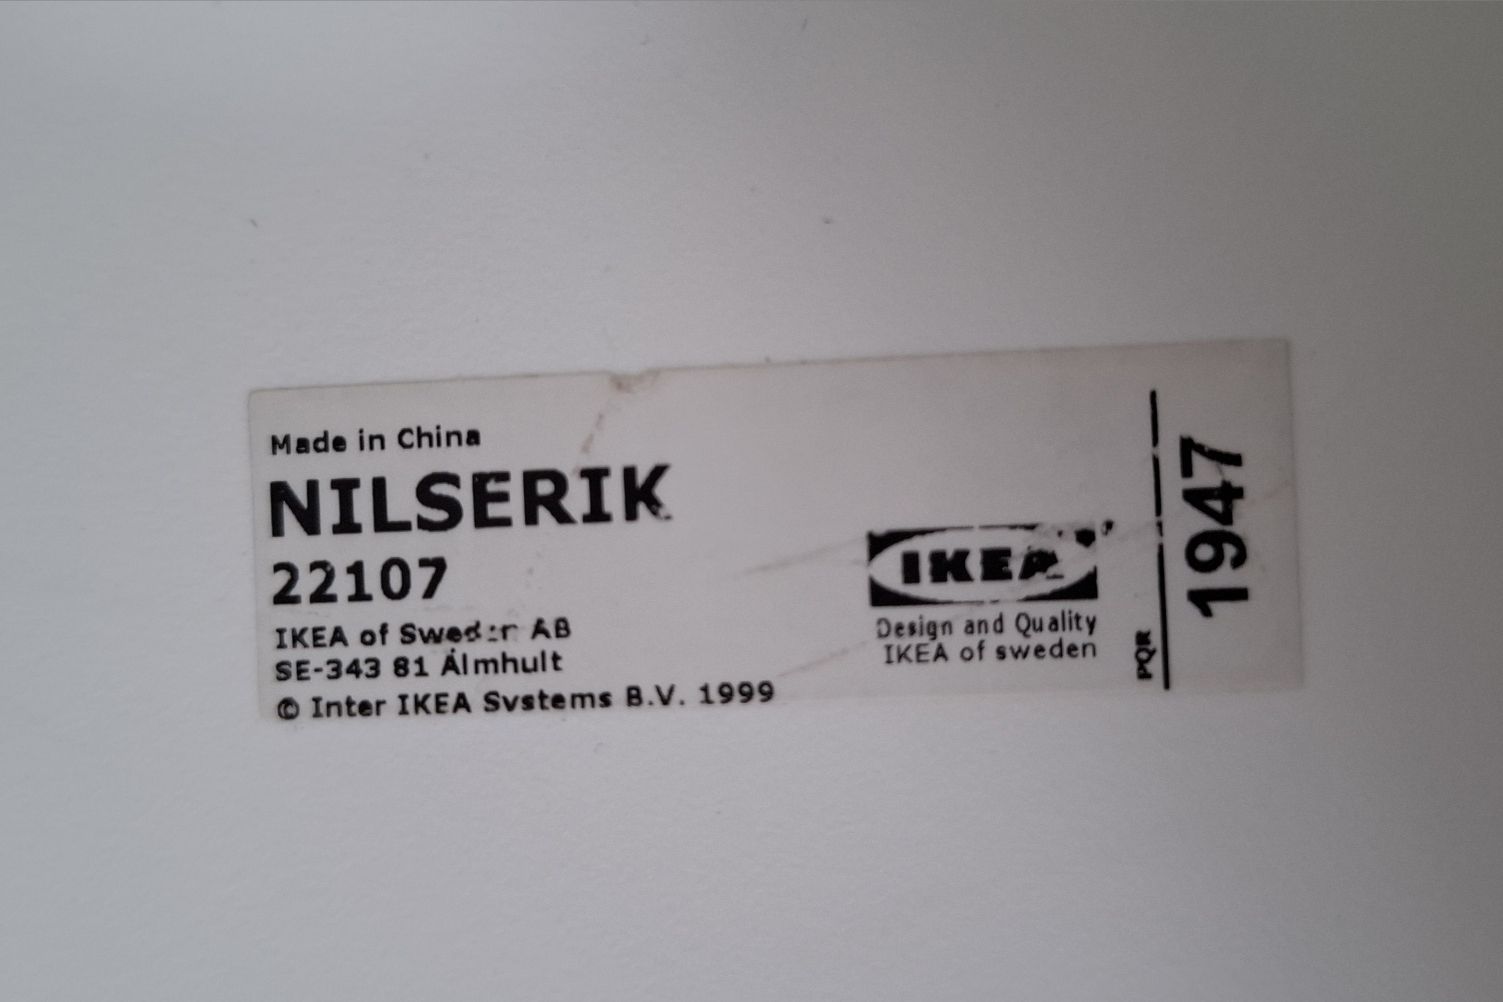 Made in China
NILSERIK
22107
IKEA of Sweden AB
SE-343 81 Älmhult
© Inter IKEA Systems B.V. 1999
IKEA
Design and Quality
IKEA of sweden
PQR
1947